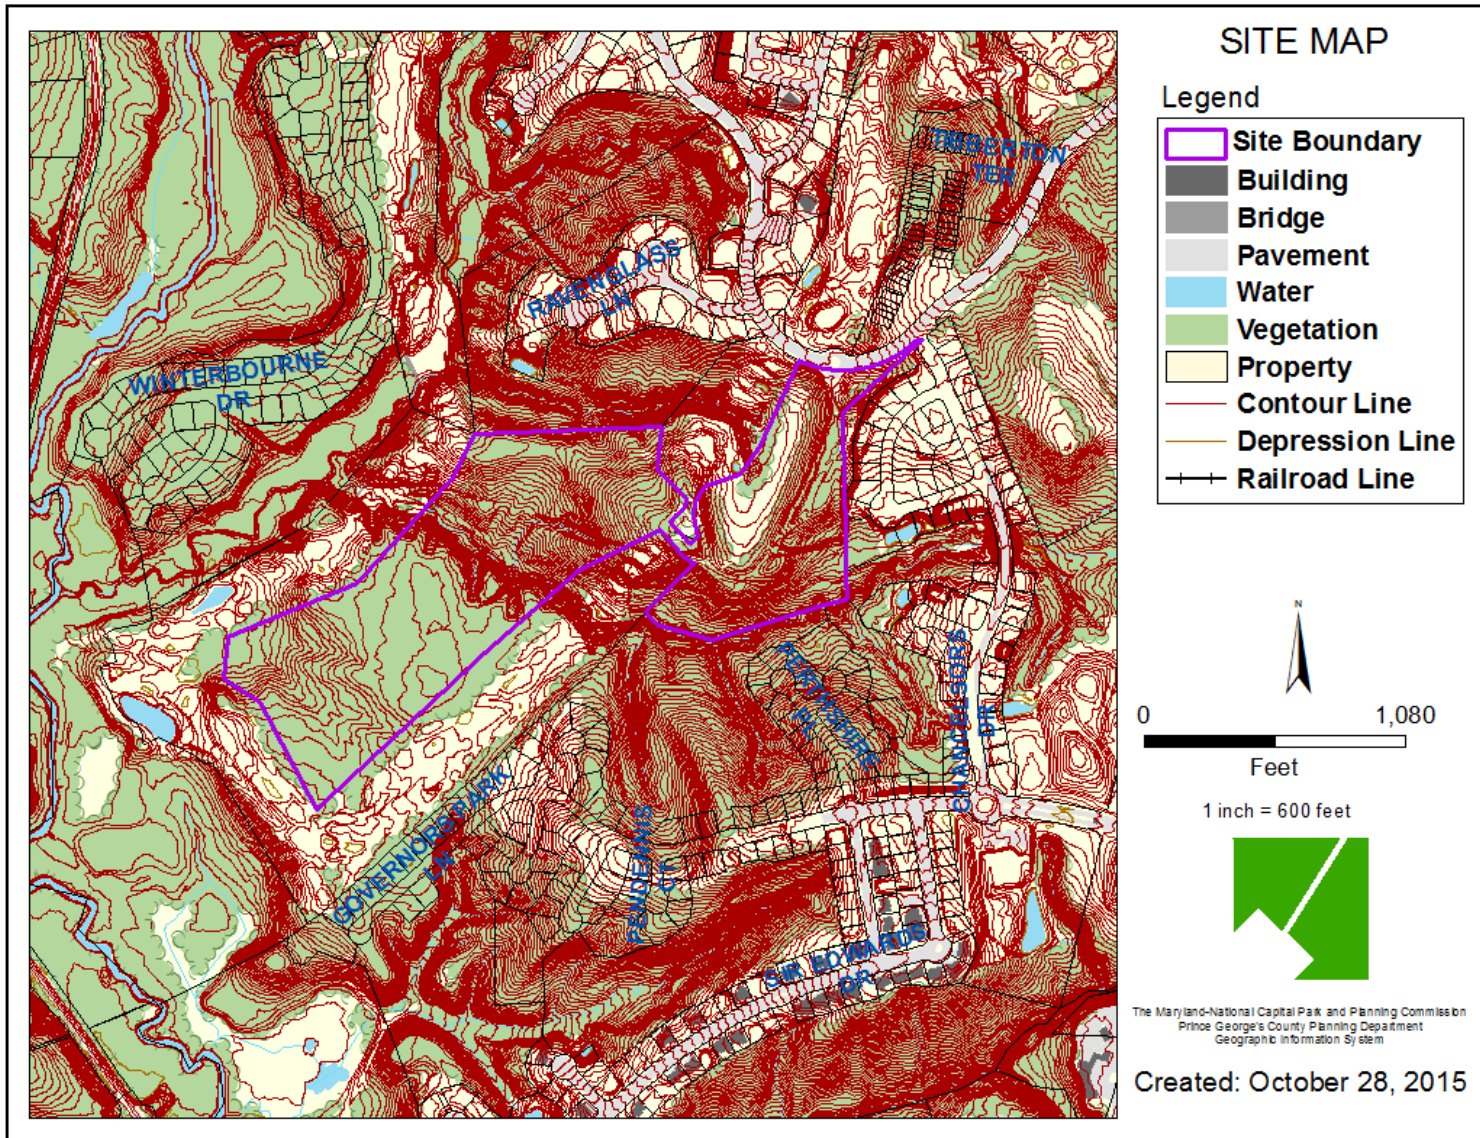 SITE MAP
Legend
Site Boundary
Building
Bridge
Pavement
Water
Vegetation
Property
Contour Line
Depression Line
Railroad Line
TIBBERTON
TER
RAVENGLASS
LN
WINTERBOURNE
DR
PERTHSHIRE
PL
CHANCELSORS
DR
GOVERNORS PARK
LN
PENDENNIS
CT
SIR EDWARDS
DR
N
0 1,080
Feet
1 inch = 600 feet
The Maryland-National Capital Park and Planning Commission
Prince George's County Planning Department
Geographic Information System
Created: October 28, 2015